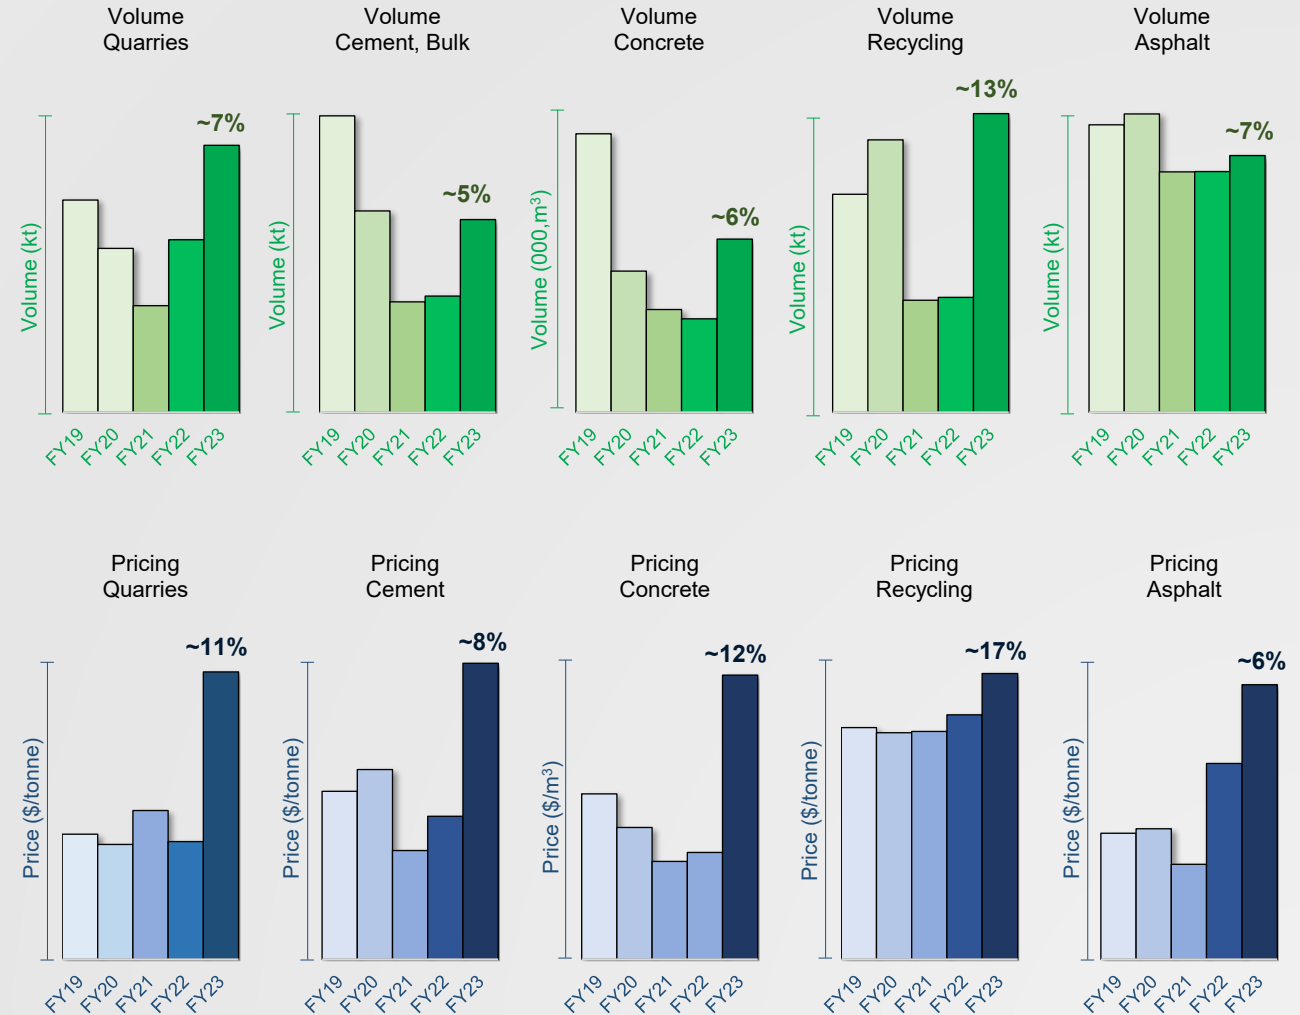 Volume
Quarries
Volume
Cement, Bulk
Volume
Concrete
Volume
Recycling
Volume
Asphalt
~7%
~5%
~6%
~13%
~7%
Volume (kt)
Volume (kt)
Volume (000,m³)
Volume (kt)
Volume (kt)
FY19 FY20 FY21 FY22 FY23
FY19 FY20 FY21 FY22 FY23
FY19 FY20 FY21 FY22 FY23
FY19 FY20 FY21 FY22 FY23
FY19 FY20 FY21 FY22 FY23
Pricing
Quarries
Pricing
Cement
Pricing
Concrete
Pricing
Recycling
Pricing
Asphalt
~11%
~8%
~12%
~17%
~6%
Price ($/tonne)
Price ($/tonne)
Price ($/m³)
Price ($/tonne)
Price ($/tonne)
FY19 FY20 FY21 FY22 FY23
FY19 FY20 FY21 FY22 FY23
FY19 FY20 FY21 FY22 FY23
FY19 FY20 FY21 FY22 FY23
FY19 FY20 FY21 FY22 FY23